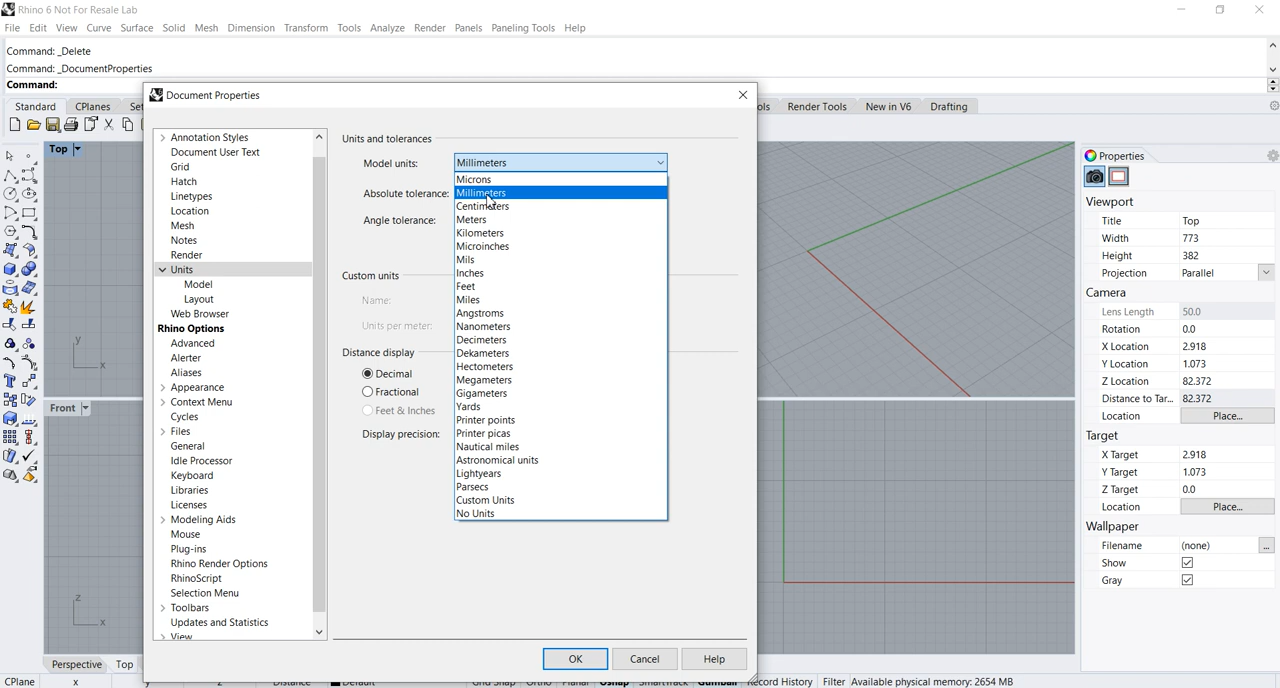 Rhino 6 Not For Resale Lab
File Edit View Curve Surface Solid Mesh Dimension Transform Tools Analyze Render Panels Paneling Tools Help
Command: _Delete
Command: _DocumentProperties
Command:
Document Properties
Standard CPlanes Set
ols Render Tools New in V6 Drafting
Top
Annotation Styles
Document User Text
Grid
Hatch
Linetypes
Location
Mesh
Notes
Render
Units
Model
Layout
Web Browser
Rhino Options
Advanced
Alerter
Aliases
Appearance
Context Menu
Cycles
Files
General
Idle Processor
Keyboard
Libraries
Licenses
Modeling Aids
Mouse
Plug-ins
Rhino Render Options
RhinoScript
Selection Menu
Toolbars
Updates and Statistics
View
Units and tolerances
Model units: Millimeters
Absolute tolerance:
Angle tolerance:
Custom units
Name:
Units per meter:
Distance display
Decimal
Fractional
Feet & Inches
Display precision:
Microns
Millimeters
Centimeters
Meters
Kilometers
Microinches
Mils
Inches
Feet
Miles
Angstroms
Nanometers
Decimeters
Dekameters
Hectometers
Megameters
Gigameters
Yards
Printer points
Printer picas
Nautical miles
Astronomical units
Lightyears
Parsecs
Custom Units
No Units
OK Cancel Help
y
x
Front
z
x
Properties
Viewport
Title Top
Width 773
Height 382
Projection Parallel
Camera
Lens Length 50.0
Rotation 0.0
X Location 2.918
Y Location 1.073
Z Location 82.372
Distance to Tar... 82.372
Location Place...
Target
X Target 2.918
Y Target 1.073
Z Target 0.0
Location Place...
Wallpaper
Filename (none) ...
Show
Gray
Perspective Top
CPlane x y z Distance Default Grid Snap Ortho Planar Osnap SmartTrack Gumball Record History Filter Available physical memory: 2654 MB